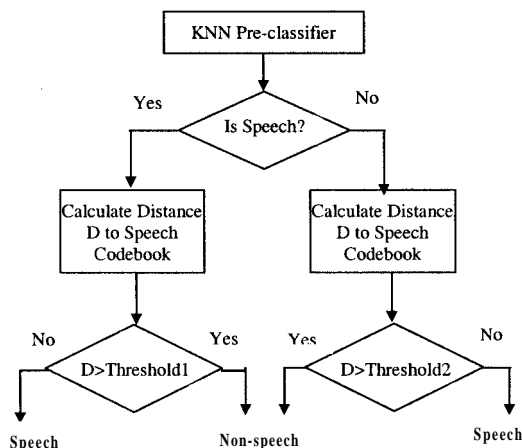 KNN Pre-classifier
Yes
No
Is Speech?
Calculate Distance
D to Speech
Codebook
Calculate Distance
D to Speech
Codebook
No
Yes
Yes
No
D>Threshold1
D>Threshold2
Speech
Non-speech
Speech